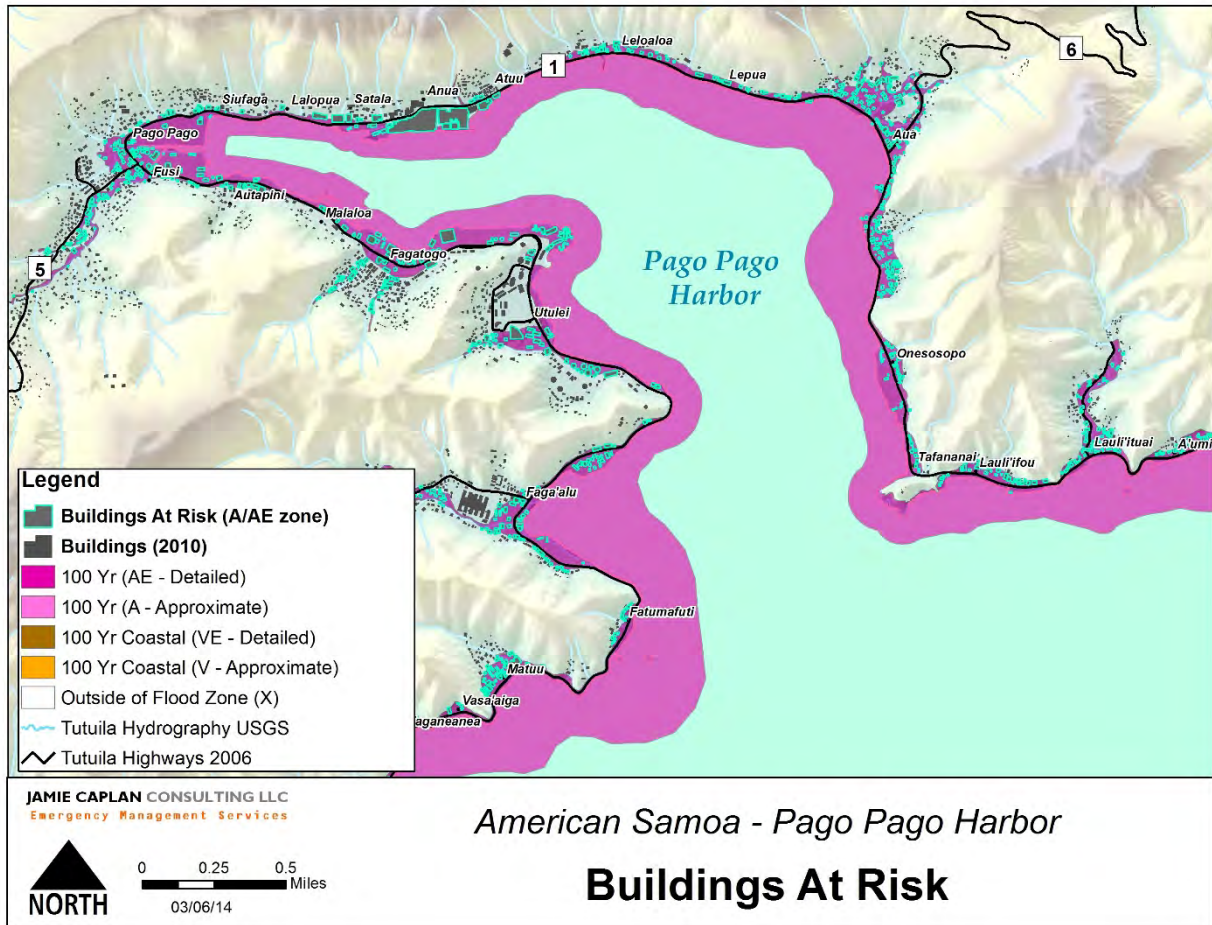 Leloaloa
1
6
Atuu
Lepua
Anua
Satala
Lalopua
Siufaga
Pago Pago
Aua
Fusi
Autapini
Malaloa
Fagatogo
5
Pago Pago
Harbor
Utulei
Onesosopo
Lauli'ituai
A'umi
Tafananai
Lauli'ifou
Faga'alu
Fatumafuti
Matuu
Vasa'aiga
aganeanea
Legend
Buildings At Risk (A/AE zone)
Buildings (2010)
100 Yr (AE - Detailed)
100 Yr (A - Approximate)
100 Yr Coastal (VE - Detailed)
100 Yr Coastal (V - Approximate)
Outside of Flood Zone (X)
Tutuila Hydrography USGS
Tutuila Highways 2006
JAMIE CAPLAN CONSULTING LLC
Emergency Management Services
NORTH
0 0.25 0.5
Miles
03/06/14
American Samoa - Pago Pago Harbor
Buildings At Risk